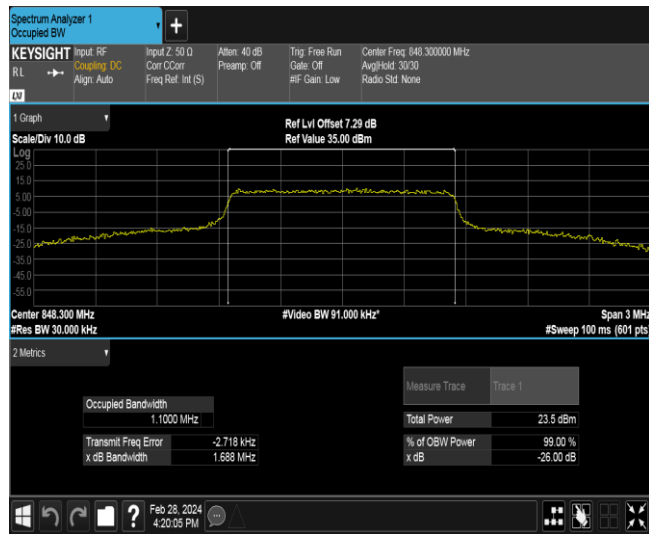 Spectrum Analyzer 1
Occupied BW
+
KEYSIGHT
R L
LXI
Input: RF
Coupling: DC
Align: Auto
Input Z: 50 Ω
Corr CCorr
Freq Ref: Int (S)
Atten: 40 dB
Preamp: Off
Trig: Free Run
Gate: Off
#IF Gain: Low
Center Freq: 848.300000 MHz
Avg|Hold: 30/30
Radio Std: None
1 Graph
Scale/Div 10.0 dB
Ref Lvl Offset 7.29 dB
Ref Value 35.00 dBm
Log
25.0
15.0
5.00
-5.00
-15.0
-25.0
-35.0
-45.0
-55.0
Center 848.300 MHz
#Res BW 30.000 kHz
#Video BW 91.000 kHz*
Span 3 MHz
#Sweep 100 ms (601 pts)
2 Metrics
Measure Trace Trace 1
Occupied Bandwidth
1.1000 MHz
Total Power 23.5 dBm
Transmit Freq Error -2.718 kHz
% of OBW Power 99.00 %
x dB Bandwidth 1.688 MHz
x dB -26.00 dB
?
Feb 28, 2024
4:20:05 PM